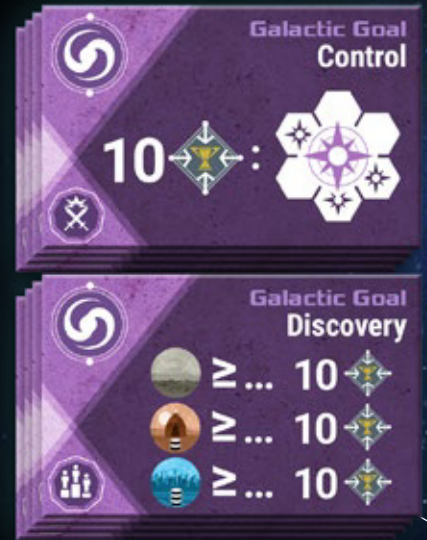 Galactic Goal
Control
10 :
Galactic Goal
Discovery
≥ ... 10
≥ ... 10
≥ ... 10